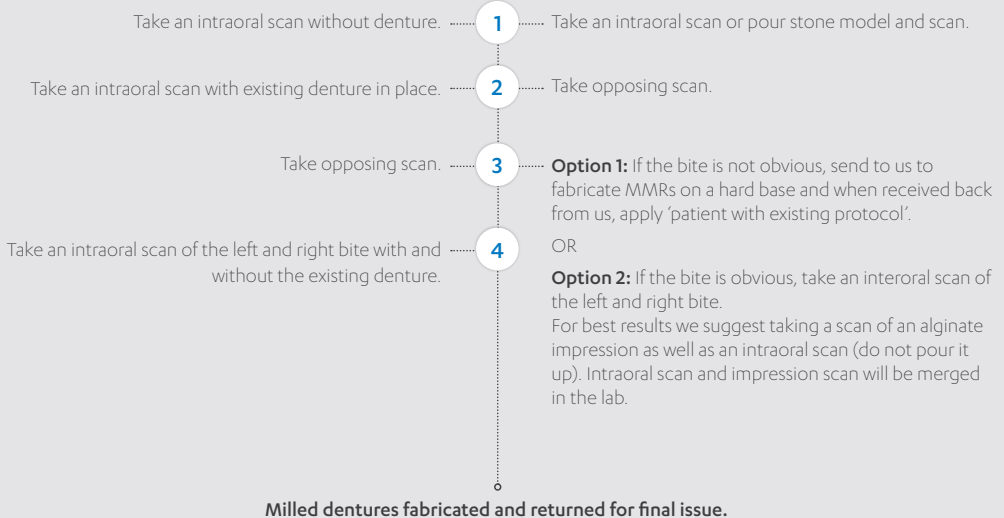 Take an intraoral scan without denture.
1
Take an intraoral scan or pour stone model and scan.
Take an intraoral scan with existing denture in place.
2
Take opposing scan.
Take opposing scan.
3
Option 1: If the bite is not obvious, send to us to
fabricate MMRs on a hard base and when received back
from us, apply ‘patient with existing protocol’.
Take an intraoral scan of the left and right bite with and
without the existing denture.
4
OR
Option 2: If the bite is obvious, take an interoral scan of
the left and right bite.
For best results we suggest taking a scan of an alginate
impression as well as an intraoral scan (do not pour it
up). Intraoral scan and impression scan will be merged
in the lab.
Milled dentures fabricated and returned for final issue.